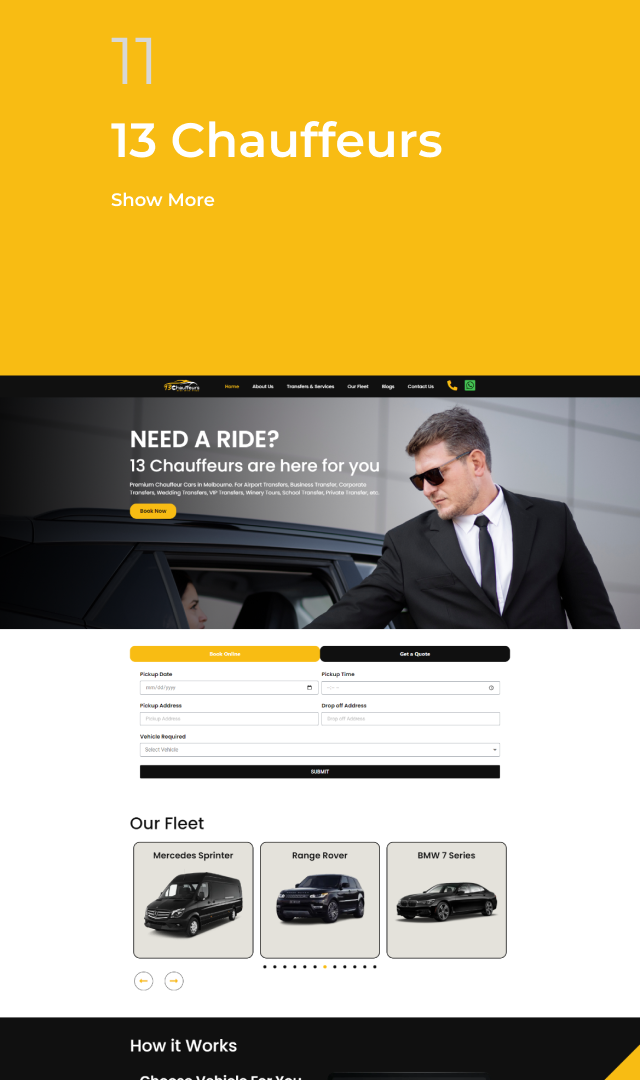 11
13 Chauffeurs
Show More
13Chauffeurs
Home About Us Transfers & Services Our Fleet Blogs Contact Us
NEED A RIDE?
13 Chauffeurs are here for you
Premium Chauffeur Cars in Melbourne. For Airport Transfers, Business Transfer, Corporate
Transfers, Wedding Transfers, VIP Transfers, Winery Tours, School Transfer, Private Transfer, etc.
Book Now
Book Online Get a Quote
Pickup Date Pickup Time
mm/dd/yyyy --:-- --
Pickup Address Drop off Address
Pickup Address Drop off Address
Vehicle Required
Select Vehicle
SUBMIT
Our Fleet
Mercedes Sprinter Range Rover BMW 7 Series
How it Works
Choose Vehicle For You